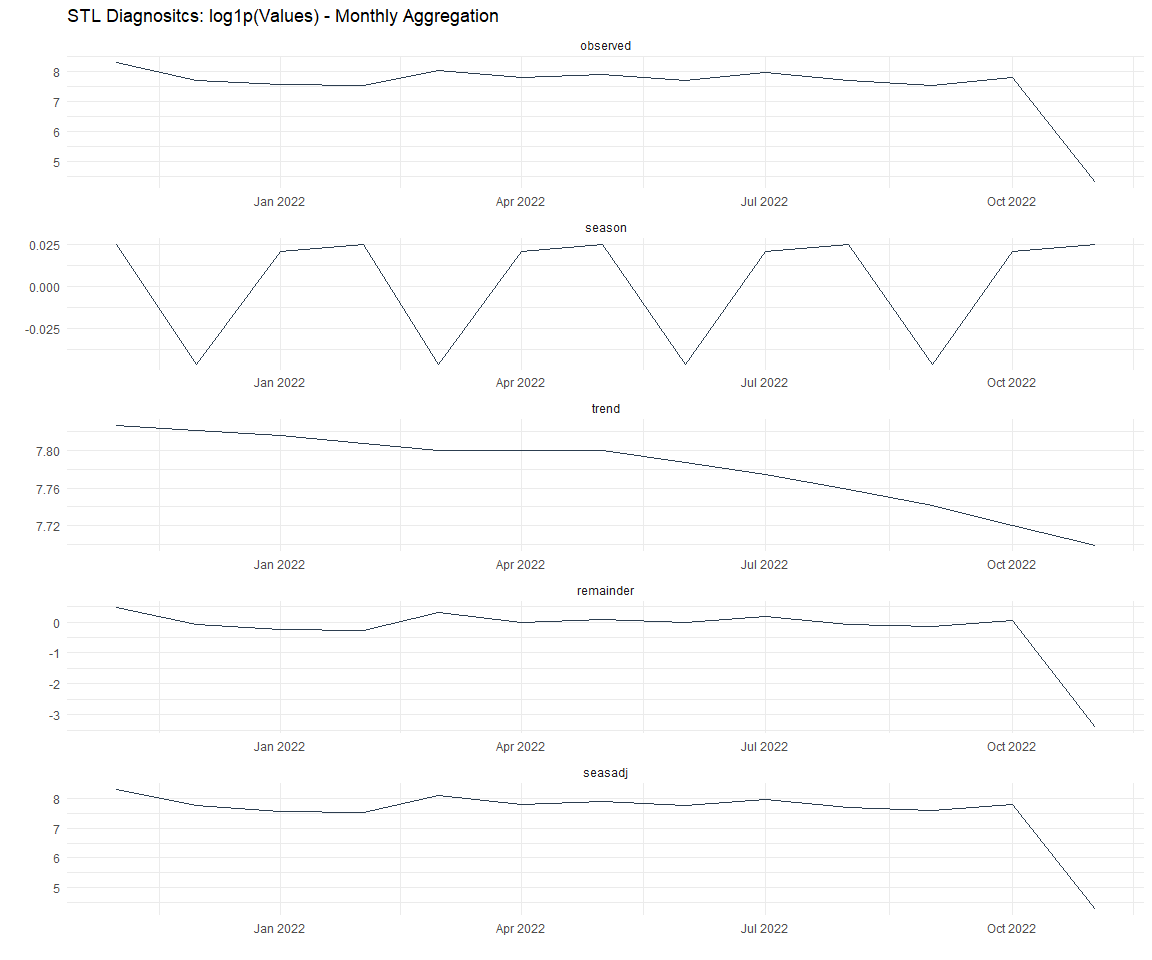 STL Diagnositcs: log1p(Values) - Monthly Aggregation
observed
8
7
6
5
Jan 2022 Apr 2022 Jul 2022 Oct 2022
season
0.025
0.000
-0.025
Jan 2022 Apr 2022 Jul 2022 Oct 2022
trend
7.80
7.76
7.72
Jan 2022 Apr 2022 Jul 2022 Oct 2022
remainder
0
-1
-2
-3
Jan 2022 Apr 2022 Jul 2022 Oct 2022
seasadj
8
7
6
5
Jan 2022 Apr 2022 Jul 2022 Oct 2022